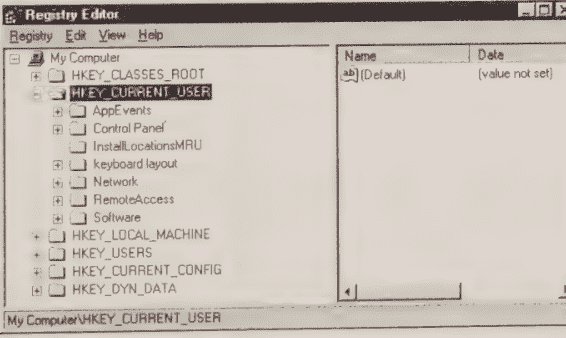 Registry Editor
Registry Edit View Help
My Computer
HKEY_CLASSES_ROOT
HKEY_CURRENT_USER
AppEvents
Control Panel
InstallLocationsMRU
keyboard layout
Network
RemoteAccess
Software
HKEY_LOCAL_MACHINE
HKEY_USERS
HKEY_CURRENT_CONFIG
HKEY_DYN_DATA
Name Data
ab (Default) (value not set)
My Computer\HKEY_CURRENT_USER